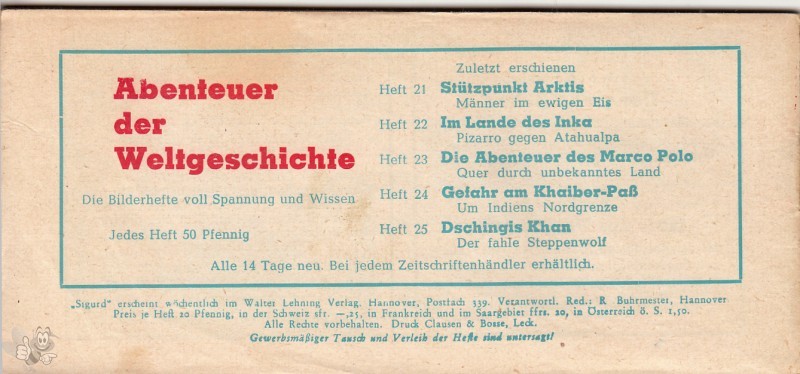 Abenteuer
der
Weltgeschichte
Die Bilderhefte voll Spannung und Wissen
Jedes Heft 50 Pfennig
Zuletzt erschienen
Heft 21 Stützpunkt Arktis
Männer im ewigen Eis
Heft 22 Im Lande des Inka
Pizarro gegen Atahualpa
Heft 23 Die Abenteuer des Marco Polo
Quer durch unbekanntes Land
Heft 24 Gefahr am Khaiber-Paß
Um Indiens Nordgrenze
Heft 25 Dschingis Khan
Der fahle Steppenwolf
Alle 14 Tage neu. Bei jedem Zeitschriftenhändler erhältlich.
„Sigurd" erscheint wöchentlich im Walter Lehning Verlag, Hannover, Postfach 339. Verantwortl. Red.: R. Buhrmester, Hannover
Preis je Heft 20 Pfennig, in der Schweiz sfr. —,25, in Frankreich und im Saargebiet ffrs. 20, in Österreich ö. S. 1,50.
Alle Rechte vorbehalten. Druck Clausen & Bosse, Leck.
Gewerbsmäßiger Tausch und Verleih der Hefte sind untersagt!